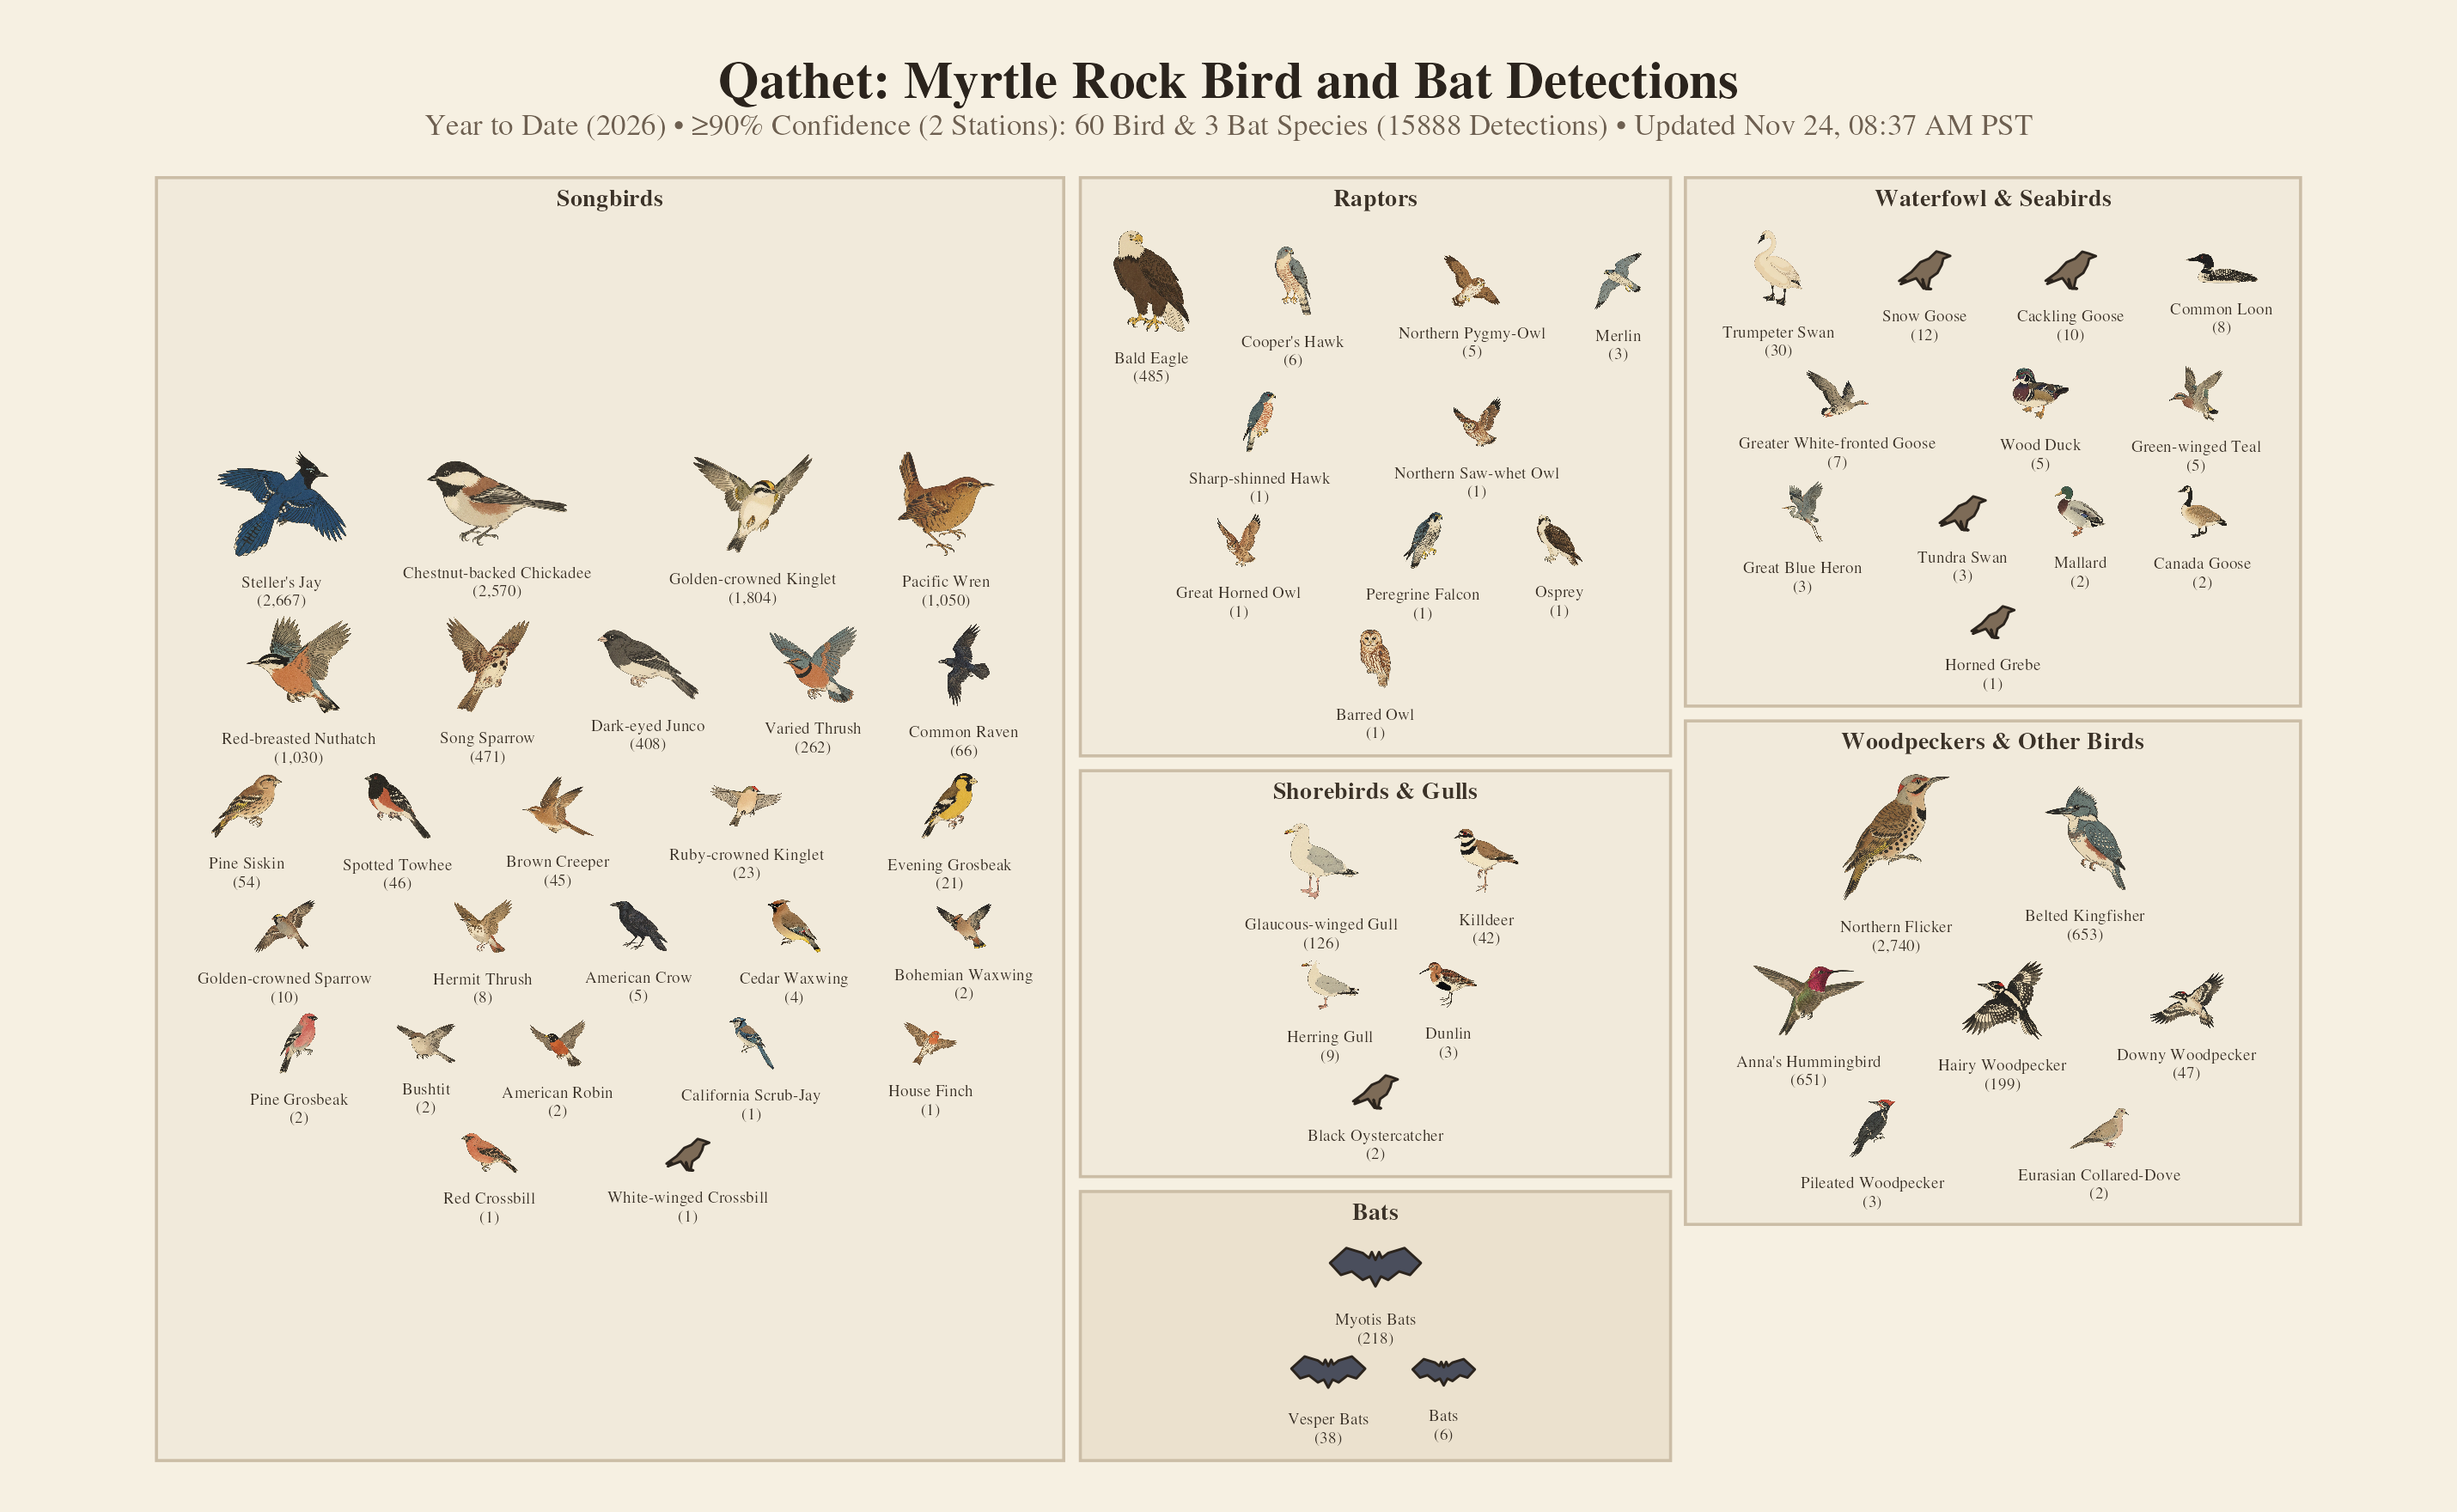 Qathet: Myrtle Rock Bird and Bat Detections
Year to Date (2026) • ≥90% Confidence (2 Stations): 60 Bird & 3 Bat Species (15888 Detections) • Updated Nov 24, 08:37 AM PST
Songbirds
Steller's Jay
(2,667)
Chestnut-backed Chickadee
(2,570)
Golden-crowned Kinglet
(1,804)
Pacific Wren
(1,050)
Red-breasted Nuthatch
(1,030)
Song Sparrow
(471)
Dark-eyed Junco
(408)
Varied Thrush
(262)
Common Raven
(66)
Pine Siskin
(54)
Spotted Towhee
(46)
Brown Creeper
(45)
Ruby-crowned Kinglet
(23)
Evening Grosbeak
(21)
Golden-crowned Sparrow
(10)
Hermit Thrush
(8)
American Crow
(5)
Cedar Waxwing
(4)
Bohemian Waxwing
(2)
Pine Grosbeak
(2)
Bushtit
(2)
American Robin
(2)
California Scrub-Jay
(1)
House Finch
(1)
Red Crossbill
(1)
White-winged Crossbill
(1)
Raptors
Bald Eagle
(485)
Cooper's Hawk
(6)
Northern Pygmy-Owl
(5)
Merlin
(3)
Sharp-shinned Hawk
(1)
Northern Saw-whet Owl
(1)
Great Horned Owl
(1)
Peregrine Falcon
(1)
Osprey
(1)
Barred Owl
(1)
Shorebirds & Gulls
Glaucous-winged Gull
(126)
Killdeer
(42)
Herring Gull
(9)
Dunlin
(3)
Black Oystercatcher
(2)
Bats
Myotis Bats
(218)
Vesper Bats
(38)
Bats
(6)
Waterfowl & Seabirds
Trumpeter Swan
(30)
Snow Goose
(12)
Cackling Goose
(10)
Common Loon
(8)
Greater White-fronted Goose
(7)
Wood Duck
(5)
Green-winged Teal
(5)
Great Blue Heron
(3)
Tundra Swan
(3)
Mallard
(2)
Canada Goose
(2)
Horned Grebe
(1)
Woodpeckers & Other Birds
Northern Flicker
(2,740)
Belted Kingfisher
(653)
Anna's Hummingbird
(651)
Hairy Woodpecker
(199)
Downy Woodpecker
(47)
Pileated Woodpecker
(3)
Eurasian Collared-Dove
(2)